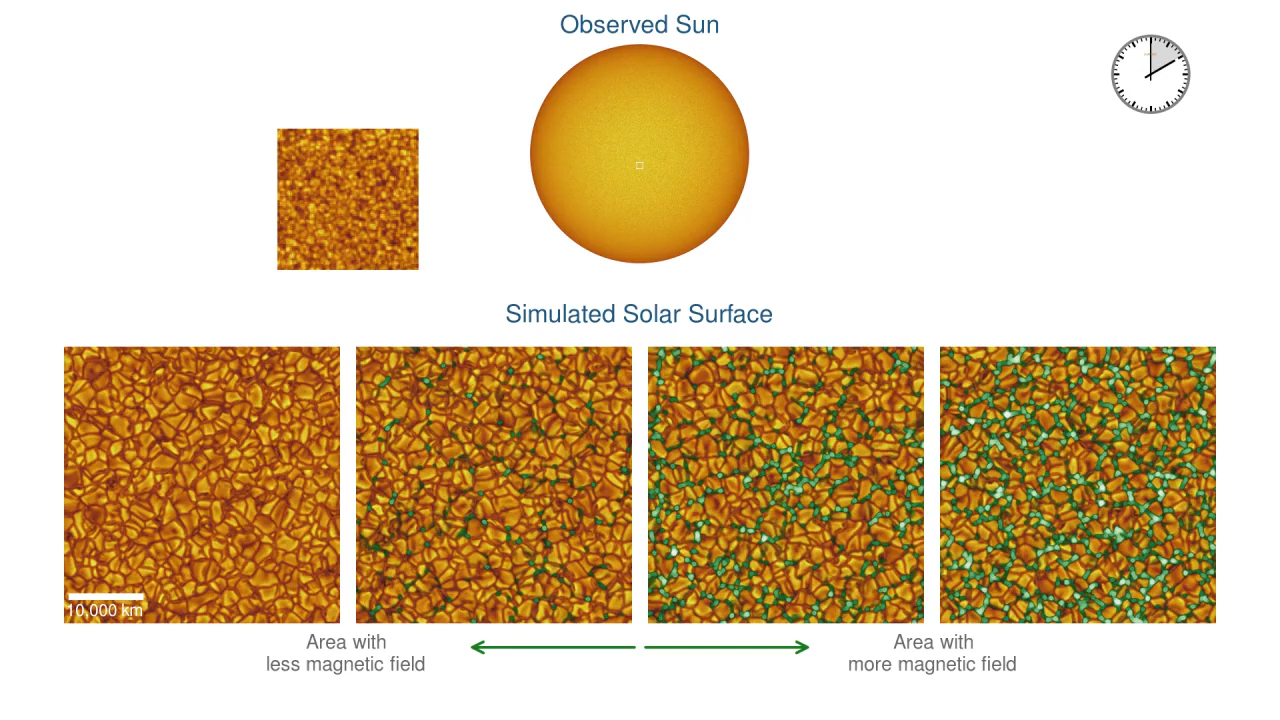 Observed Sun
Simulated Solar Surface
10,000 km
Area with
less magnetic field
Area with
more magnetic field